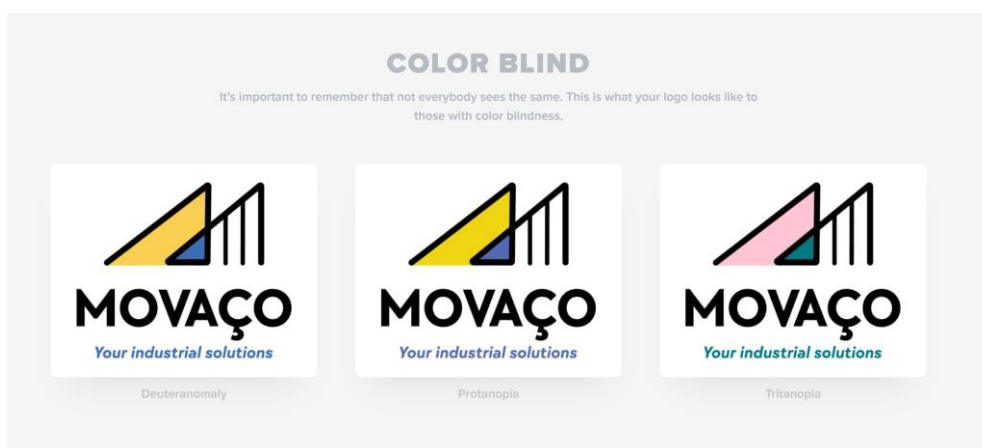 COLOR BLIND
It's important to remember that not everybody sees the same. This is what your logo looks like to
those with color blindness.
MOVAÇO
Your industrial solutions
Deuteranomaly
MOVAÇO
Your industrial solutions
Protanopia
MOVAÇO
Your industrial solutions
Tritanopia